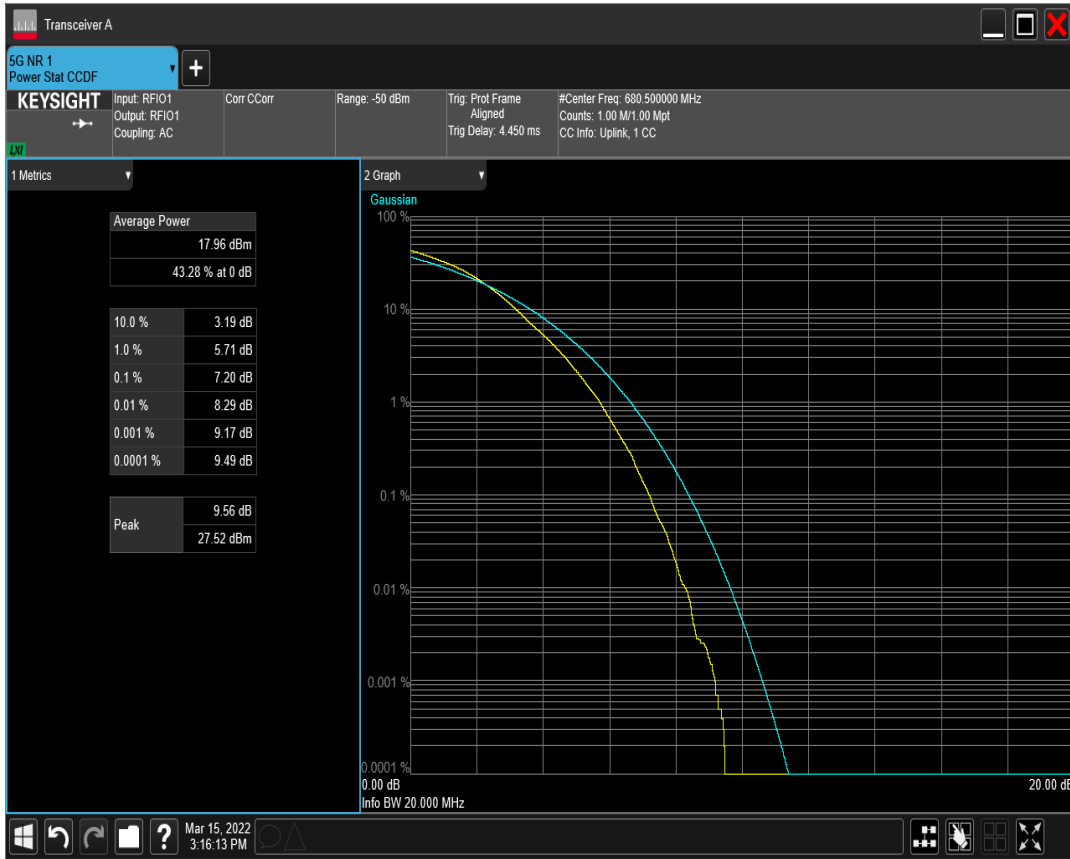 Transceiver A
5G NR 1
Power Stat CCDF
+
KEYSIGHT
LXI
Input: RFIO1
Output: RFIO1
Coupling: AC
Corr CCorr
Range: -50 dBm
Trig: Prot Frame
Aligned
Trig Delay: 4.450 ms
#Center Freq: 680.500000 MHz
Counts: 1.00 M/1.00 Mpt
CC Info: Uplink, 1 CC
1 Metrics
Average Power
17.96 dBm
43.28 % at 0 dB
10.0 % 3.19 dB
1.0 % 5.71 dB
0.1 % 7.20 dB
0.01 % 8.29 dB
0.001 % 9.17 dB
0.0001 % 9.49 dB
Peak
9.56 dB
27.52 dBm
2 Graph
Gaussian
100 %
10 %
1 %
0.1 %
0.01 %
0.001 %
0.0001 %
0.00 dB 20.00 dB
Info BW 20.000 MHz
?
Mar 15, 2022
3:16:13 PM